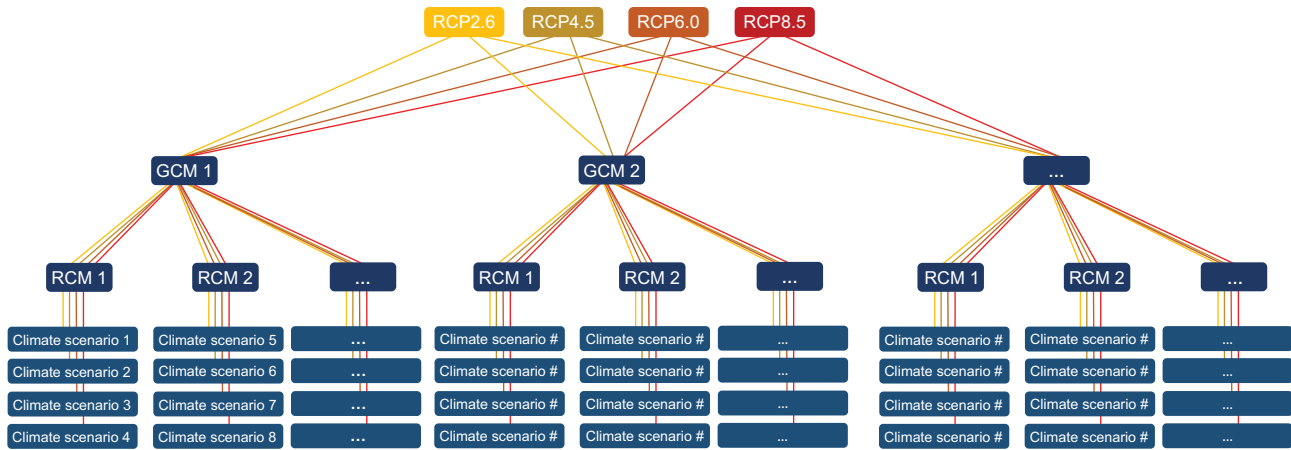 RCP2.6 RCP4.5 RCP6.0 RCP8.5
GCM 1 GCM 2 ...
RCM 1 RCM 2 ... RCM 1 RCM 2 ... RCM 1 RCM 2 ...
Climate scenario 1 Climate scenario 5 ... Climate scenario # Climate scenario # ... Climate scenario # Climate scenario # ...
Climate scenario 2 Climate scenario 6 ... Climate scenario # Climate scenario # ... Climate scenario # Climate scenario # ...
Climate scenario 3 Climate scenario 7 ... Climate scenario # Climate scenario # ... Climate scenario # Climate scenario # ...
Climate scenario 4 Climate scenario 8 ... Climate scenario # Climate scenario # ... Climate scenario # Climate scenario # ...